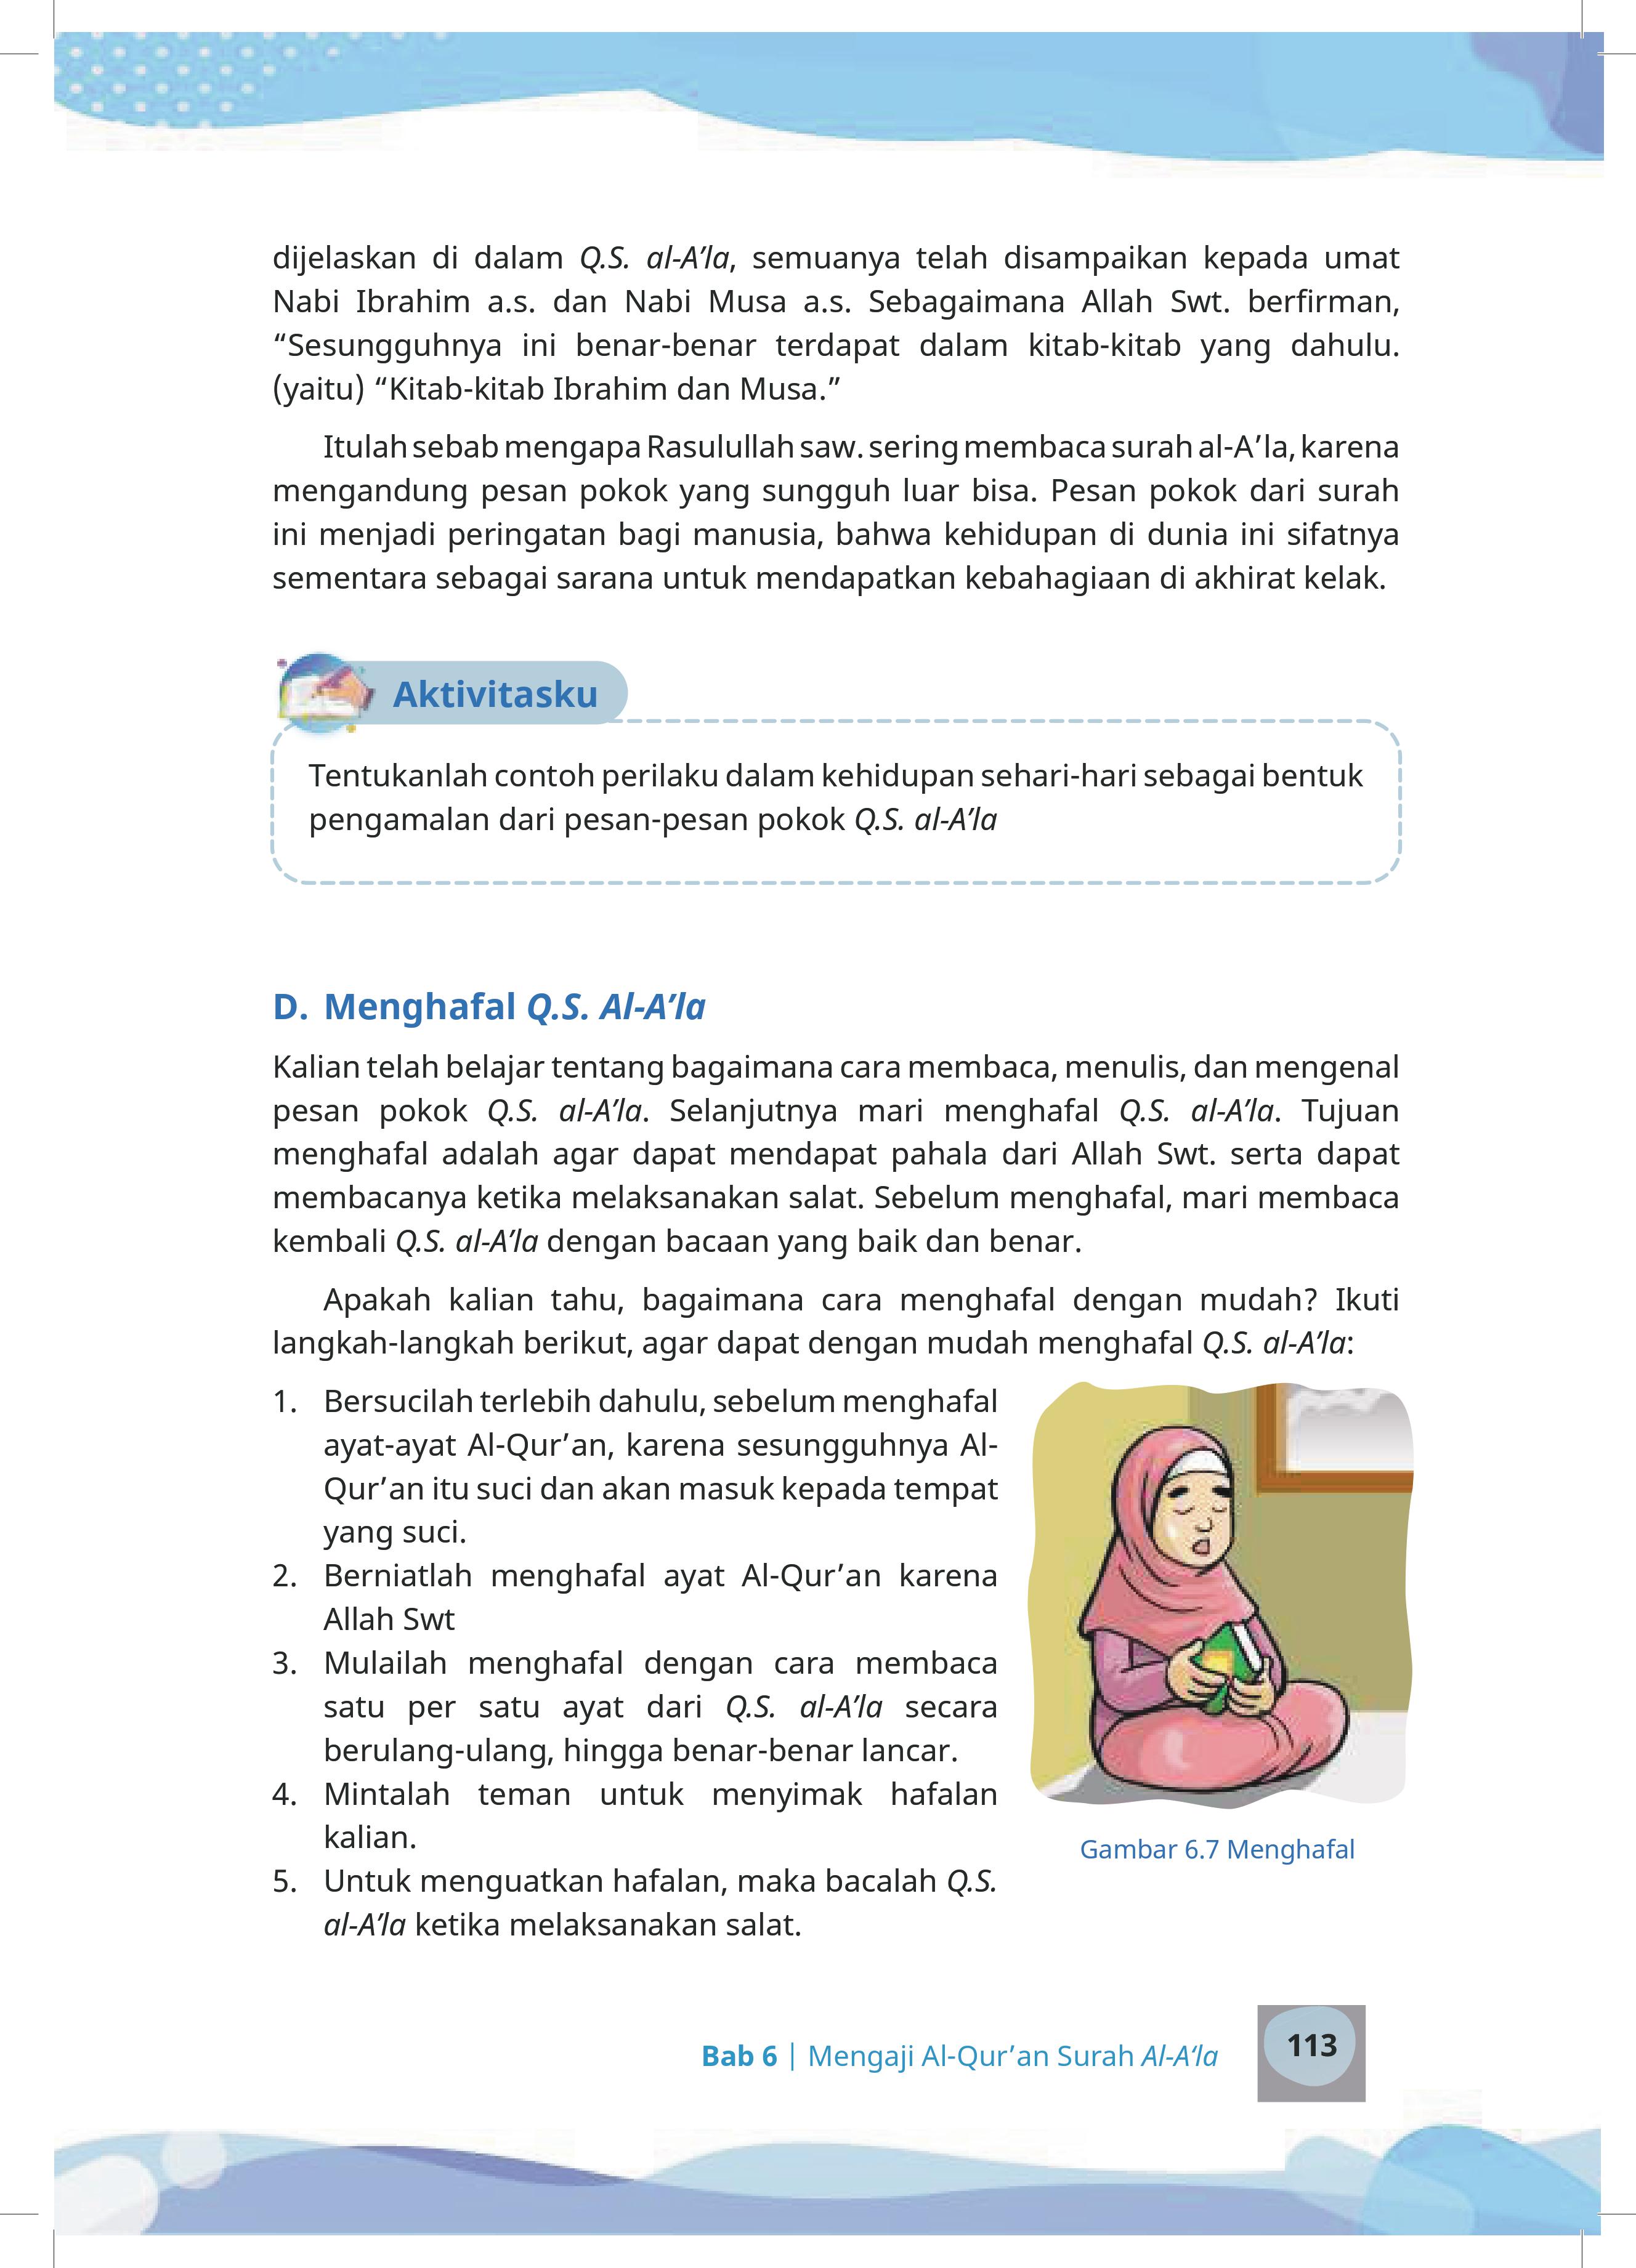 dijelaskan di dalam Q.S. al-A’la, semuanya telah disampaikan kepada umat
Nabi Ibrahim a.s. dan Nabi Musa a.s. Sebagaimana Allah Swt. berfirman,
“Sesungguhnya ini benar-benar terdapat dalam kitab-kitab yang dahulu.
(yaitu) “Kitab-kitab Ibrahim dan Musa.”
Itulah sebab mengapa Rasulullah saw. sering membaca surah al-A’la, karena
mengandung pesan pokok yang sungguh luar bisa. Pesan pokok dari surah
ini menjadi peringatan bagi manusia, bahwa kehidupan di dunia ini sifatnya
sementara sebagai sarana untuk mendapatkan kebahagiaan di akhirat kelak.
Aktivitasku
Tentukanlah contoh perilaku dalam kehidupan sehari-hari sebagai bentuk
pengamalan dari pesan-pesan pokok Q.S. al-A’la
D. Menghafal Q.S. Al-A’la
Kalian telah belajar tentang bagaimana cara membaca, menulis, dan mengenal
pesan pokok Q.S. al-A’la. Selanjutnya mari menghafal Q.S. al-A’la. Tujuan
menghafal adalah agar dapat mendapat pahala dari Allah Swt. serta dapat
membacanya ketika melaksanakan salat. Sebelum menghafal, mari membaca
kembali Q.S. al-A’la dengan bacaan yang baik dan benar.
Apakah kalian tahu, bagaimana cara menghafal dengan mudah? Ikuti
langkah-langkah berikut, agar dapat dengan mudah menghafal Q.S. al-A’la:
1. Bersucilah terlebih dahulu, sebelum menghafal
ayat-ayat Al-Qur’an, karena sesungguhnya Al-
Qur’an itu suci dan akan masuk kepada tempat
yang suci.
2. Berniatlah menghafal ayat Al-Qur’an karena
Allah Swt
3. Mulailah menghafal dengan cara membaca
satu per satu ayat dari Q.S. al-A’la secara
berulang-ulang, hingga benar-benar lancar.
4. Mintalah teman untuk menyimak hafalan
kalian.
5. Untuk menguatkan hafalan, maka bacalah Q.S.
al-A’la ketika melaksanakan salat.
Gambar 6.7 Menghafal
Bab 6 | Mengaji Al-Qur’an Surah Al-A‘la
113